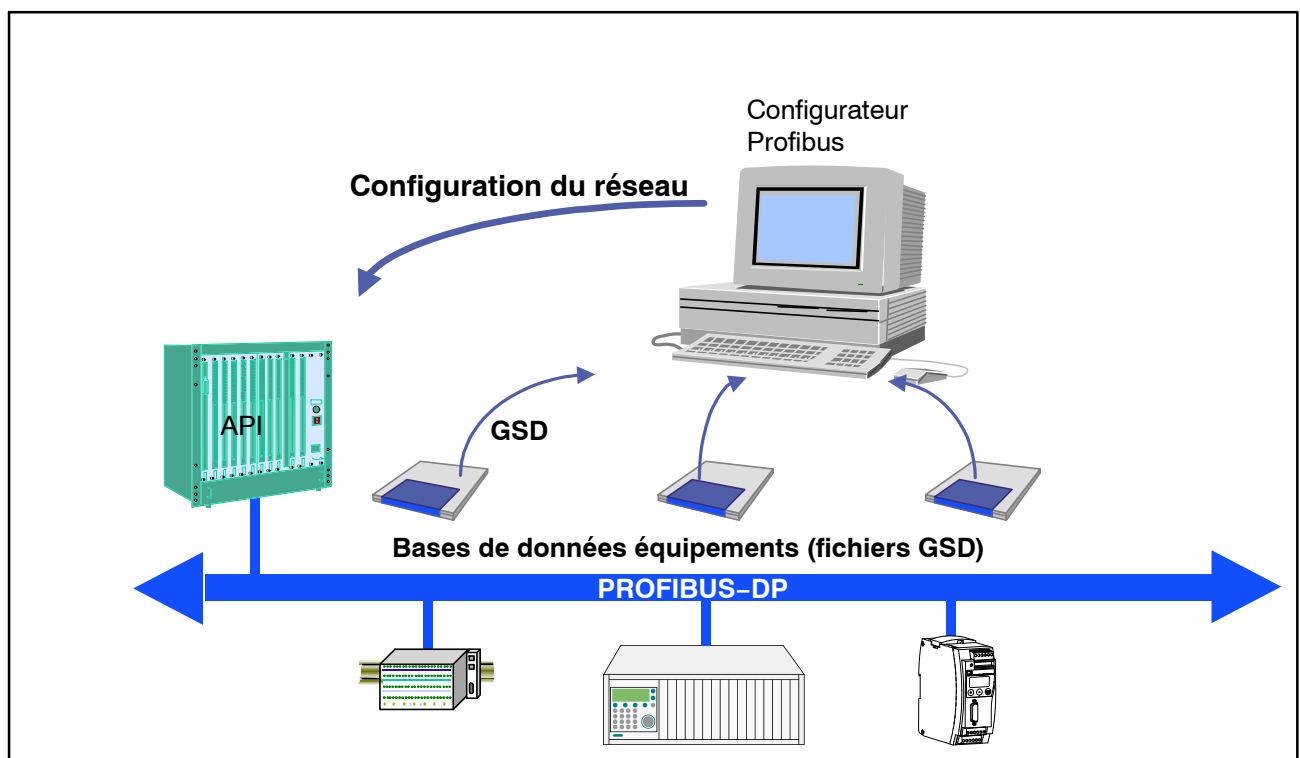 Configurateur
Profibus
Configuration du réseau
API
GSD
Bases de données équipements (fichiers GSD)
PROFIBUS−DP